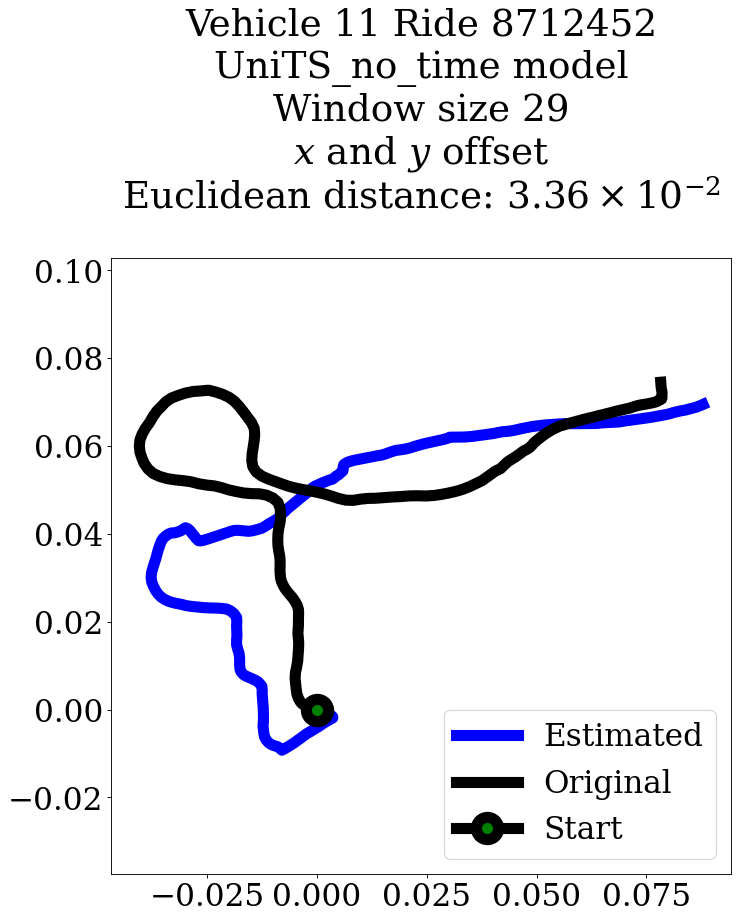 Vehicle 11 Ride 8712452
UniTS_no_time model
Window size 29
x and y offset
Euclidean distance: 3.36 × 10⁻²
0.10
0.08
0.06
0.04
0.02
0.00
−0.02
Estimated
Original
Start
−0.025 0.000 0.025 0.050 0.075